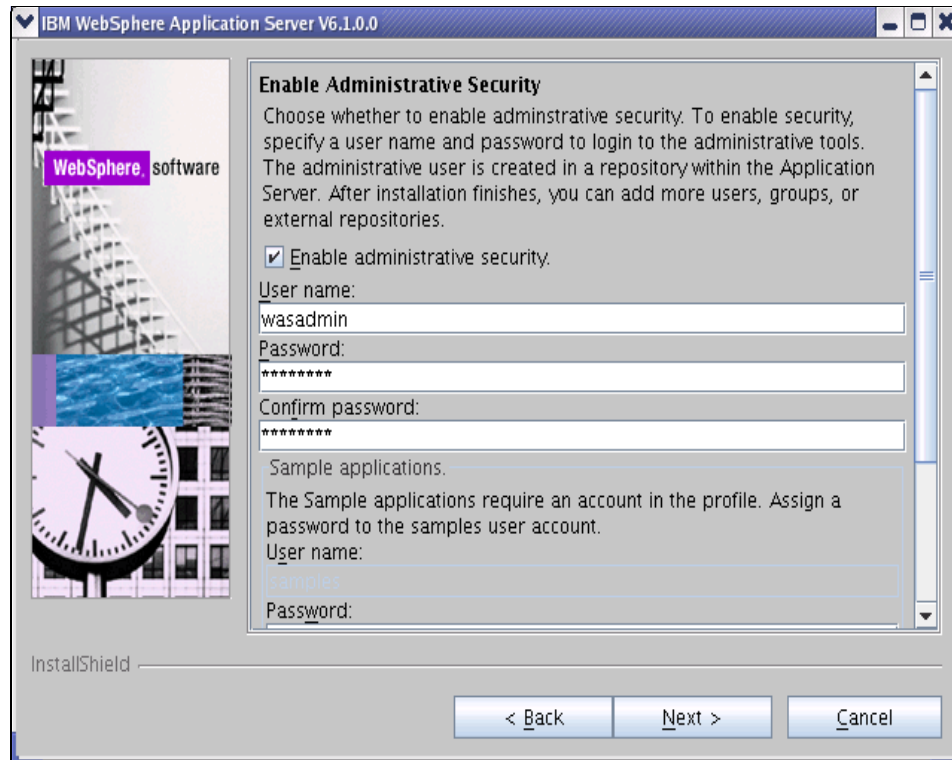 IBM WebSphere Application Server V6.1.0.0
WebSphere. software
Enable Administrative Security
Choose whether to enable adminstrative security. To enable security,
specify a user name and password to login to the administrative tools.
The administrative user is created in a repository within the Application
Server. After installation finishes, you can add more users, groups, or
external repositories.
Enable administrative security.
User name:
wasadmin
Password:
********
Confirm password:
********
Sample applications.
The Sample applications require an account in the profile. Assign a
password to the samples user account.
User name:
samples
Password:
InstallShield
< Back
Next >
Cancel